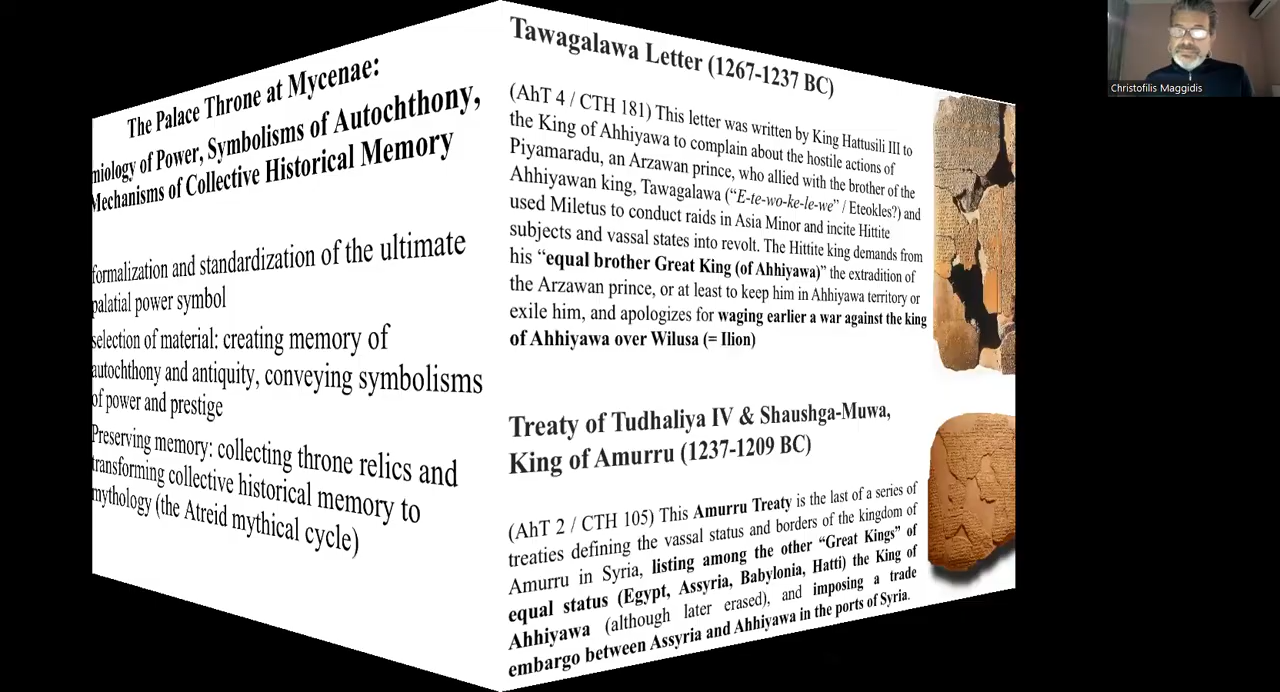 The Palace Throne at Mycenae:
miology of Power, Symbolisms of Autochthony,
Mechanisms of Collective Historical Memory
formalization and standardization of the ultimate
palatial power symbol
selection of material: creating memory of
autochthony and antiquity, conveying symbolisms
of power and prestige
Preserving memory: collecting throne relics and
transforming collective historical memory to
mythology (the Atreid mythical cycle)
Tawagalawa Letter (1267-1237 BC)
(AhT 4 / CTH 181) This letter was written by King Hattusili III to
the King of Ahhiyawa to complain about the hostile actions of
Piyamaradu, an Arzawan prince, who allied with the brother of the
Ahhiyawan king, Tawagalawa (“E-te-wo-ke-le-we” / Eteokles?) and
used Miletus to conduct raids in Asia Minor and incite Hittite
subjects and vassal states into revolt. The Hittite king demands from
his “equal brother Great King (of Ahhiyawa)” the extradition of
the Arzawan prince, or at least to keep him in Ahhiyawa territory or
exile him, and apologizes for waging earlier a war against the king
of Ahhiyawa over Wilusa (= Ilion)
Treaty of Tudhaliya IV & Shaushga-Muwa,
King of Amurru (1237-1209 BC)
(AhT 2 / CTH 105) This Amurru Treaty is the last of a series of
treaties defining the vassal status and borders of the kingdom of
Amurru in Syria, listing among the other “Great Kings” of
equal status (Egypt, Assyria, Babylonia, Hatti) the King of
Ahhiyawa (although later erased), and imposing a trade
embargo between Assyria and Ahhiyawa in the ports of Syria.
Christofilis Maggidis